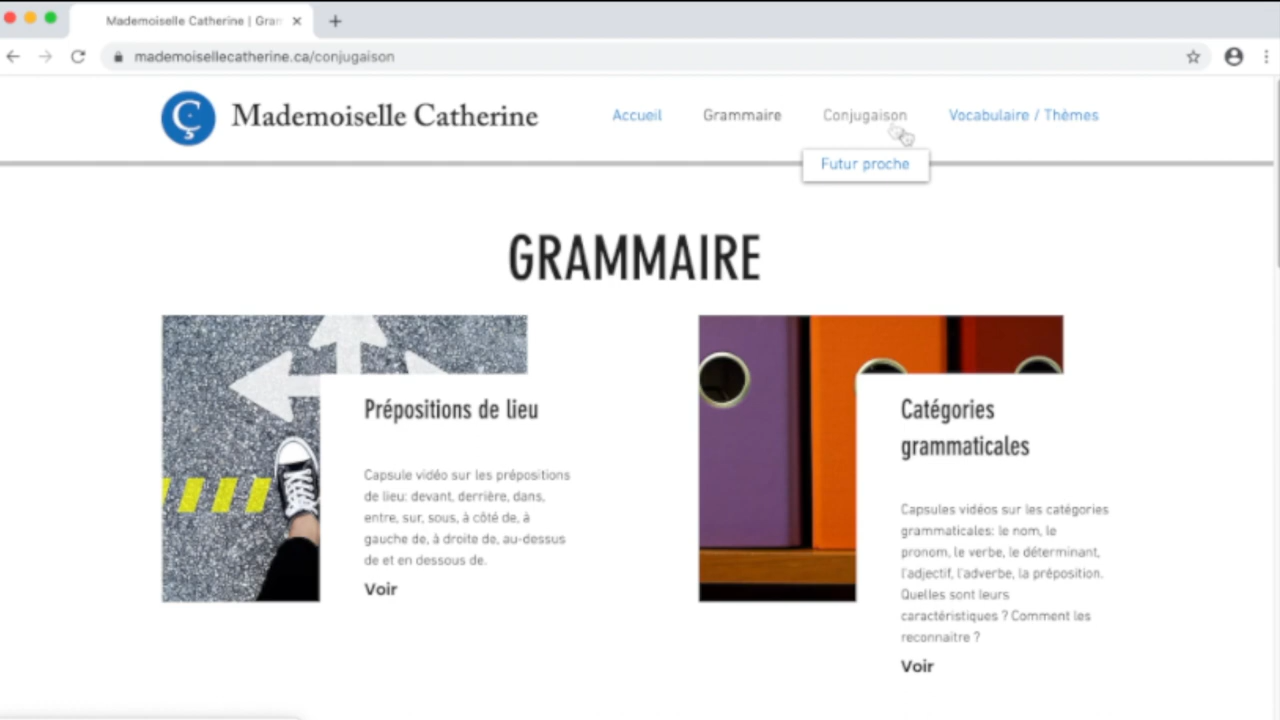 Mademoiselle Catherine | Gran
mademoisellecatherine.ca/conjugaison
Ç Mademoiselle Catherine
Accueil Grammaire Conjugaison Vocabulaire / Thèmes
Futur proche
GRAMMAIRE
Prépositions de lieu
Capsule vidéo sur les prépositions
de lieu: devant, derrière, dans,
entre, sur, sous, à côté de, à
gauche de, à droite de, au-dessus
de et en dessous de.
Voir
Catégories
grammaticales
Capsules vidéos sur les catégories
grammaticales: le nom, le
pronom, le verbe, le déterminant,
l'adjectif, l'adverbe, la préposition.
Quelles sont leurs
caractéristiques ? Comment les
reconnaitre ?
Voir